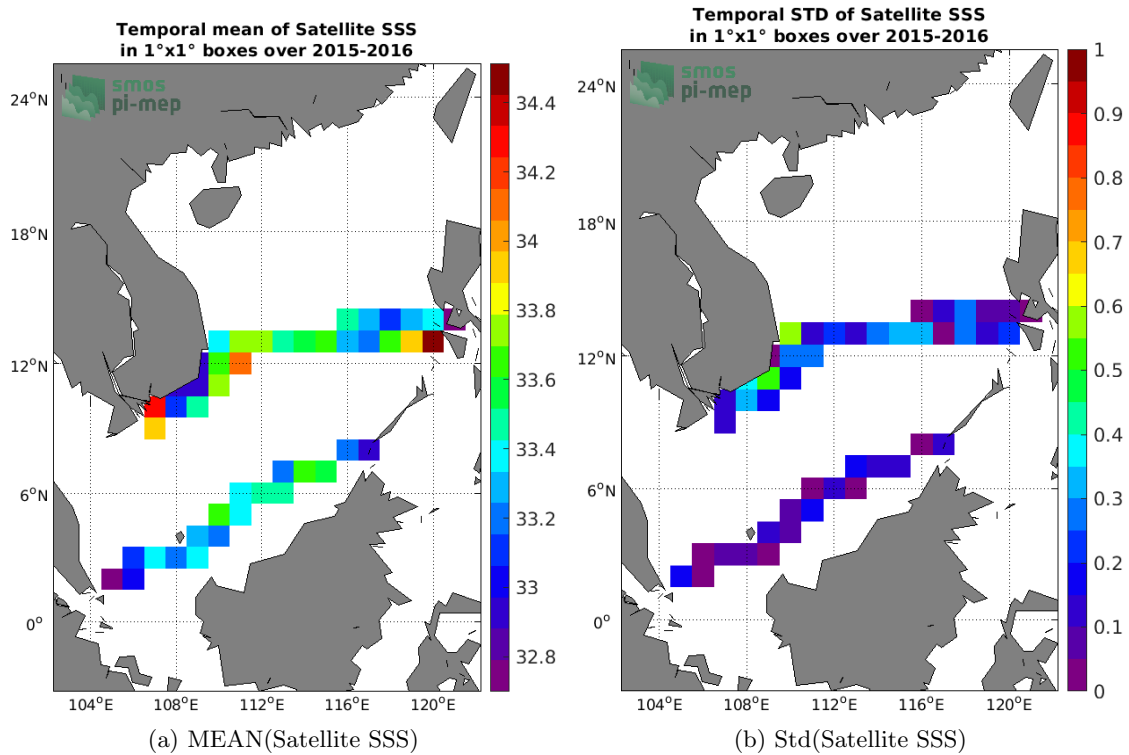 Temporal mean of Satellite SSS
in 1°x1° boxes over 2015-2016
smos
pi-mep
24°N
18°N
12°N
6°N
0°
104°E
108°E
112°E
116°E
120°E
34.4
34.2
34
33.8
33.6
33.4
33.2
33
32.8
(a) MEAN(Satellite SSS)
Temporal STD of Satellite SSS
in 1°x1° boxes over 2015-2016
smos
pi-mep
24°N
18°N
12°N
6°N
0°
104°E
108°E
112°E
116°E
120°E
1
0.9
0.8
0.7
0.6
0.5
0.4
0.3
0.2
0.1
0
(b) Std(Satellite SSS)